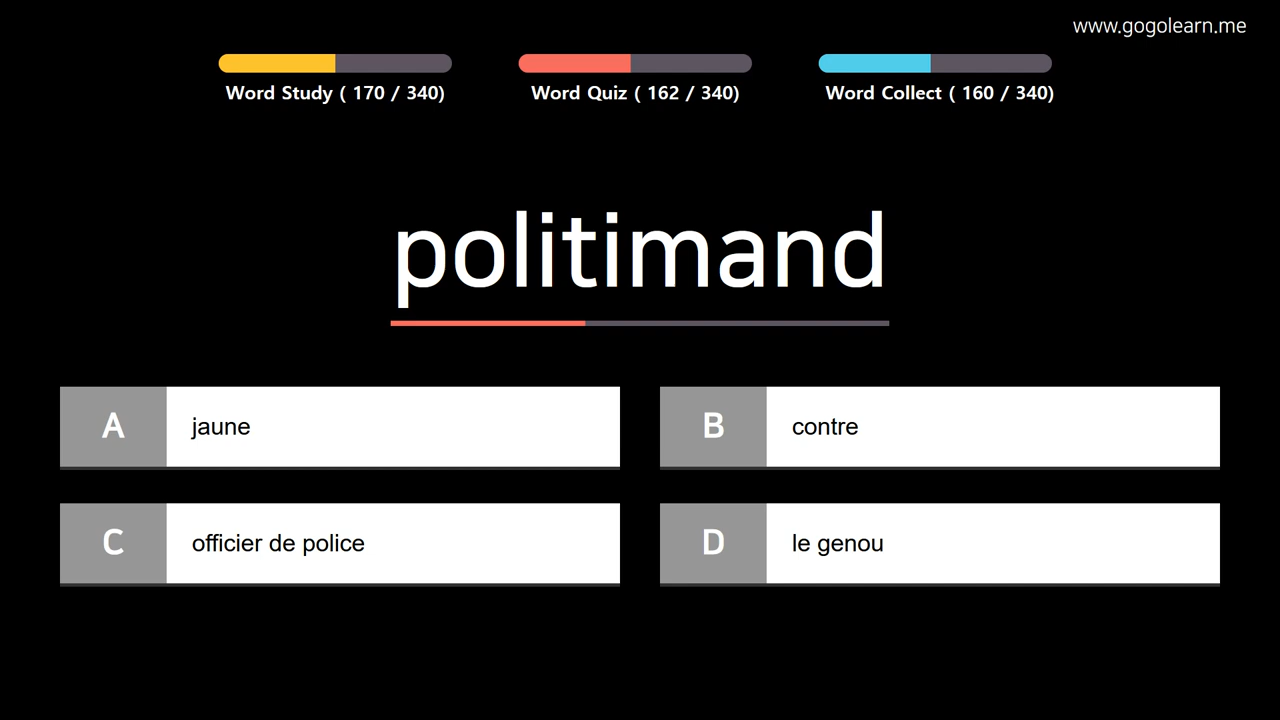 www.gogolearn.me
Word Study ( 170 / 340)
Word Quiz ( 162 / 340)
Word Collect ( 160 / 340)
politimand
A jaune
B contre
C officier de police
D le genou